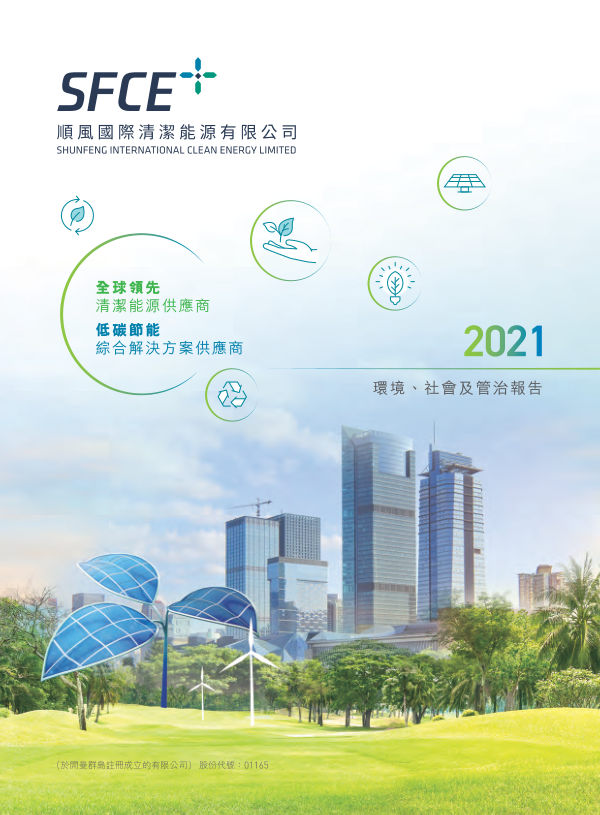 SFCE
順風國際清潔能源有限公司
SHUNFENG INTERNATIONAL CLEAN ENERGY LIMITED
全球領先
清潔能源供應商
低碳節能
綜合解決方案供應商
2021
環境、社會及管治報告
（於開曼群島註冊成立的有限公司） 股份代號：01165